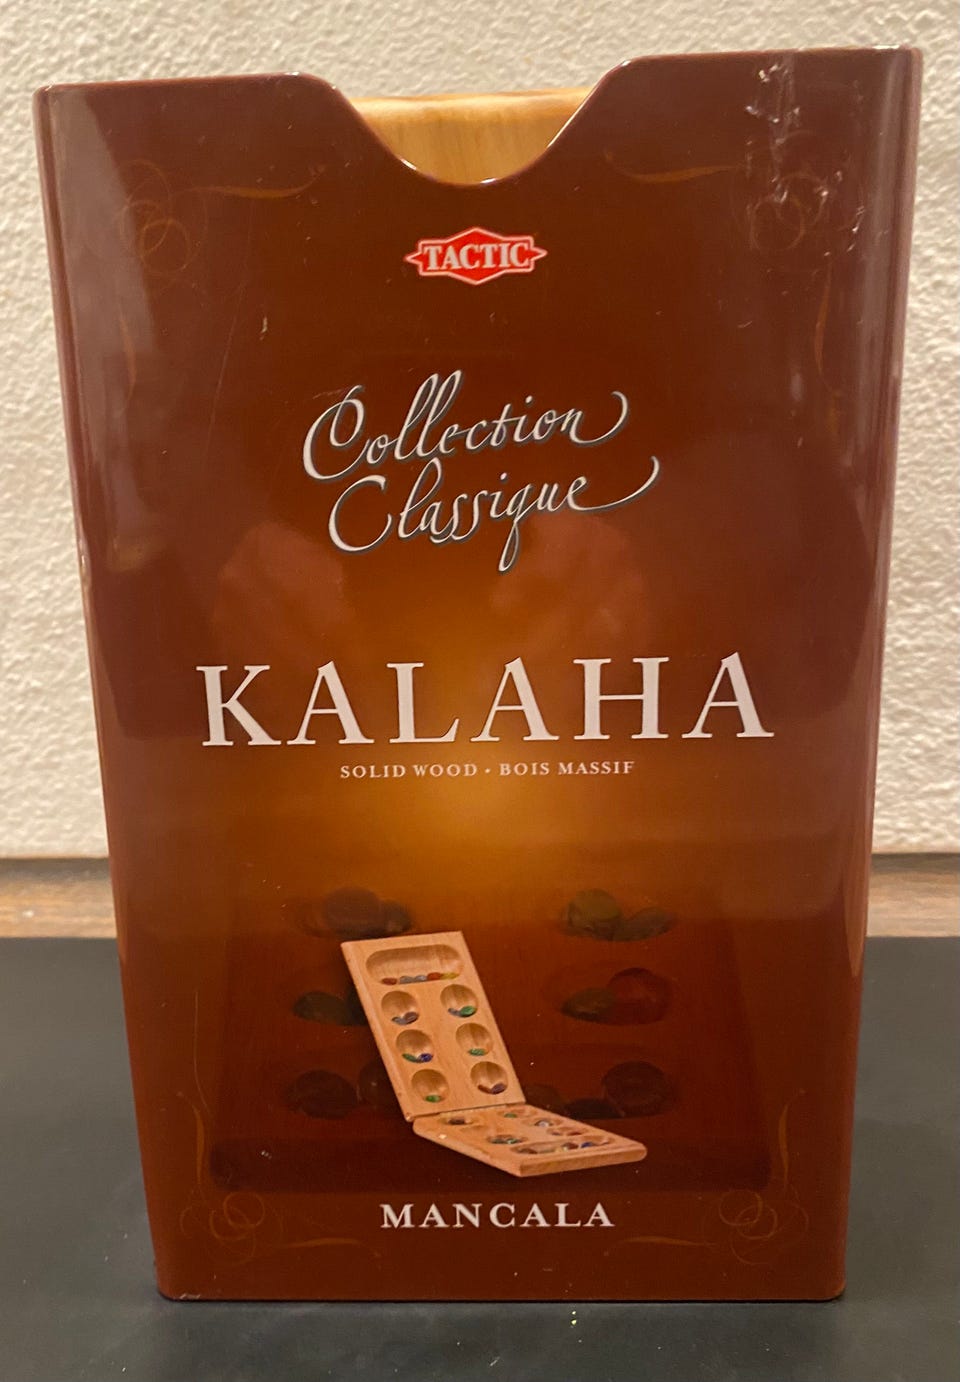 TACTIC
Collection
Classique
KALAHA
SOLID WOOD • BOIS MASSIF
MANCALA